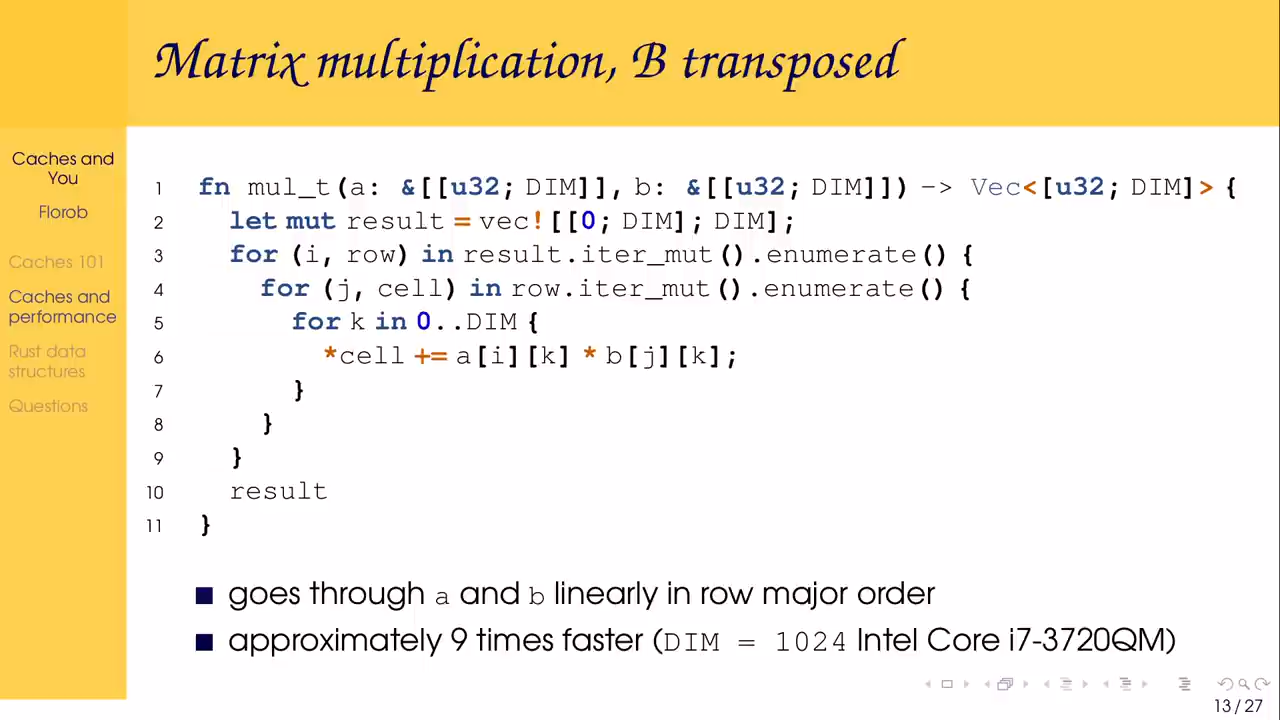 Matrix multiplication, B transposed
Caches and
You
Florob
Caches 101
Caches and
performance
Rust data
structures
Questions
1 fn mul_t(a: &[[u32; DIM]], b: &[[u32; DIM]]) -> Vec<[u32; DIM]> {
2 let mut result = vec![[0; DIM]; DIM];
3 for (i, row) in result.iter_mut().enumerate() {
4 for (j, cell) in row.iter_mut().enumerate() {
5 for k in 0..DIM {
6 *cell += a[i][k] * b[j][k];
7 }
8 }
9 }
10 result
11 }
goes through a and b linearly in row major order
approximately 9 times faster (DIM = 1024 Intel Core i7-3720QM)
13 / 27